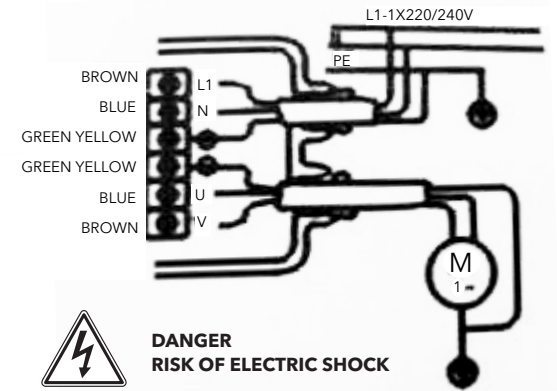 L1-1X220/240V
PE
BROWN L1
BLUE N
GREEN YELLOW
GREEN YELLOW
BLUE U
BROWN "V
M
1
DANGER
RISK OF ELECTRIC SHOCK